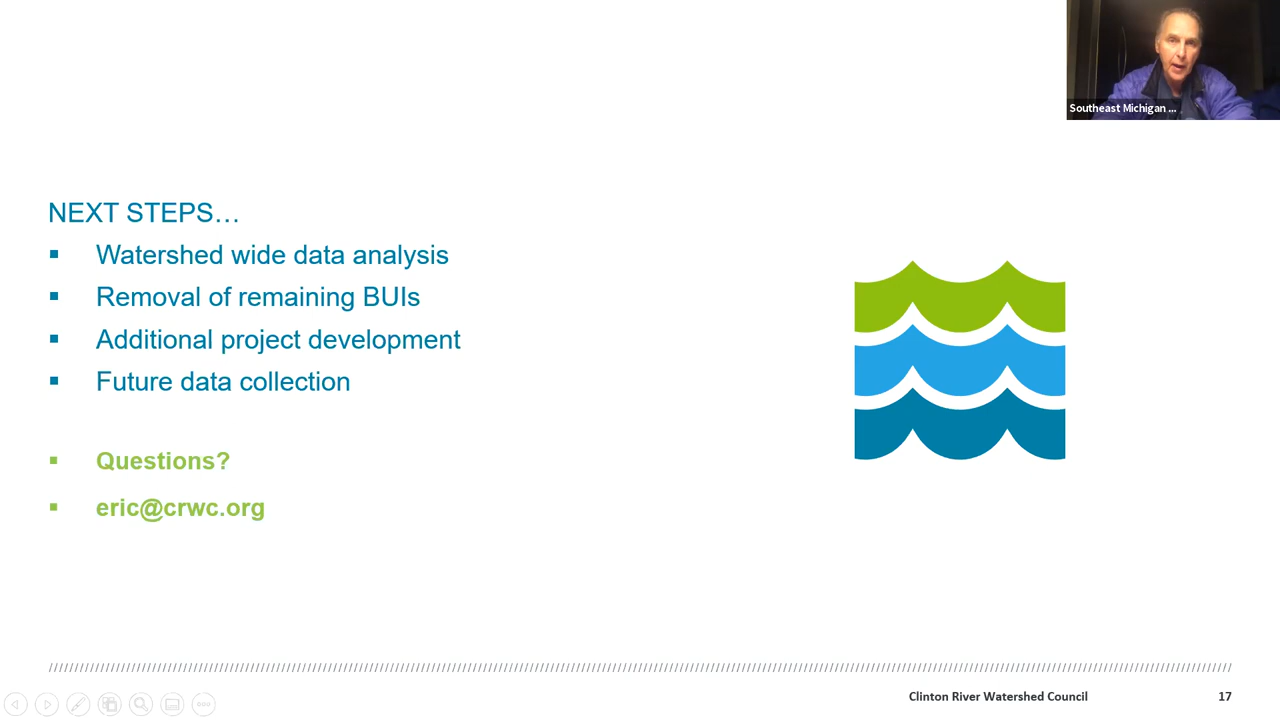 Southeast Michigan ...
NEXT STEPS…
▪ Watershed wide data analysis
▪ Removal of remaining BUIs
▪ Additional project development
▪ Future data collection
▪ Questions?
▪ eric@crwc.org
Clinton River Watershed Council 17